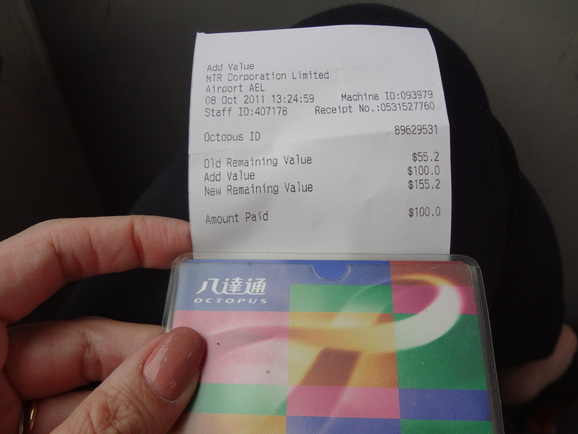 Add Value
MTR Corporation Limited
Airport AEL
08 Oct 2011 13:24:59 Machine ID:093979
Staff ID:407178 Receipt No.:0531527760
Octopus ID 89629531
Old Remaining Value $55.2
Add Value $100.0
New Remaining Value $155.2
Amount Paid $100.0
八達通
OCTOPUS